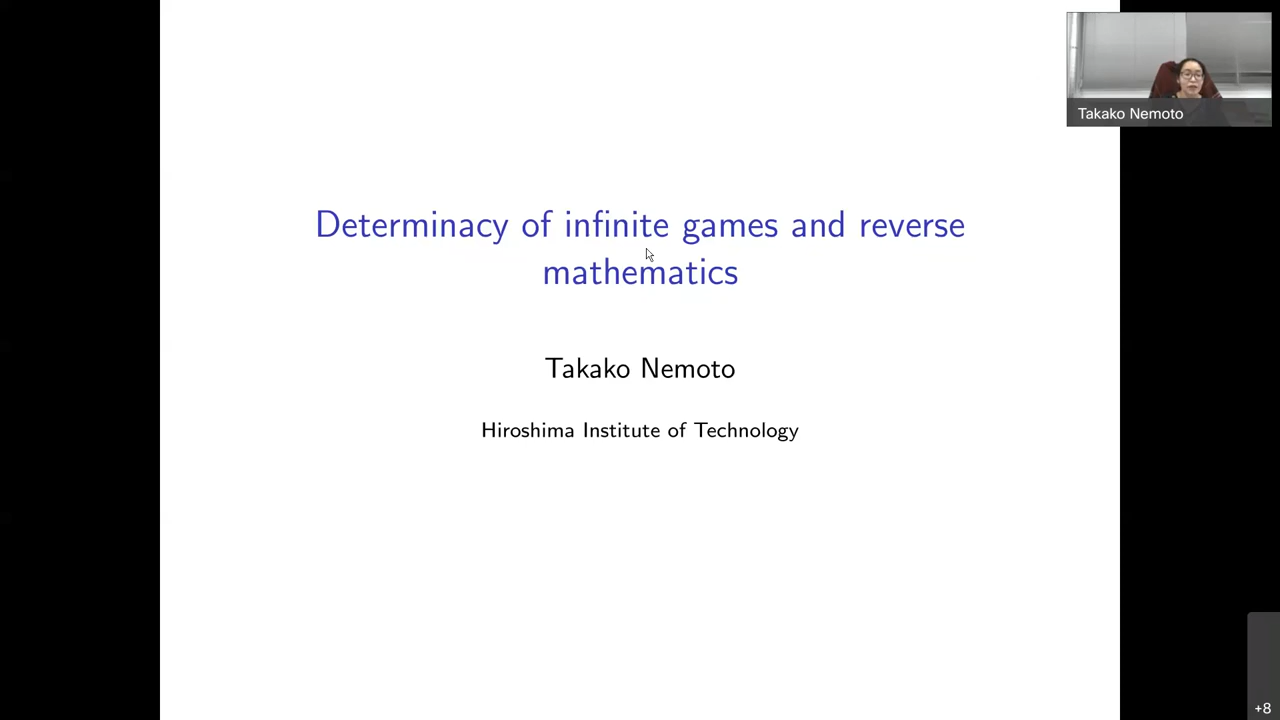 Takako Nemoto
Determinacy of infinite games and reverse
mathematics
Takako Nemoto
Hiroshima Institute of Technology
+8